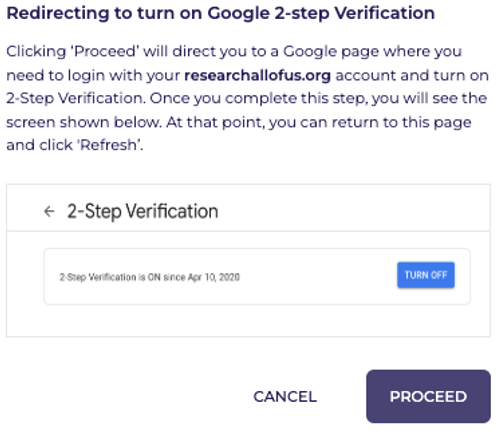 Redirecting to turn on Google 2-step Verification
Clicking ‘Proceed’ will direct you to a Google page where you
need to login with your researchallofus.org account and turn on
2-Step Verification. Once you complete this step, you will see the
screen shown below. At that point, you can return to this page
and click ‘Refresh’.
← 2-Step Verification
2-Step Verification is ON since Apr 10, 2020 TURN OFF
CANCEL PROCEED